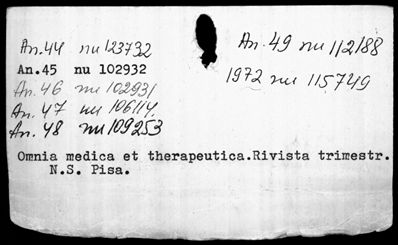 An.44 nu 123732
An.45 nu 102932
An.46 nu 102931
An.47 nu 106114.
An.48 nu 109253
An.49 nu 112188
1972 nu 115749
Omnia medica et therapeutica.Rivista trimestr.
N.S. Pisa.